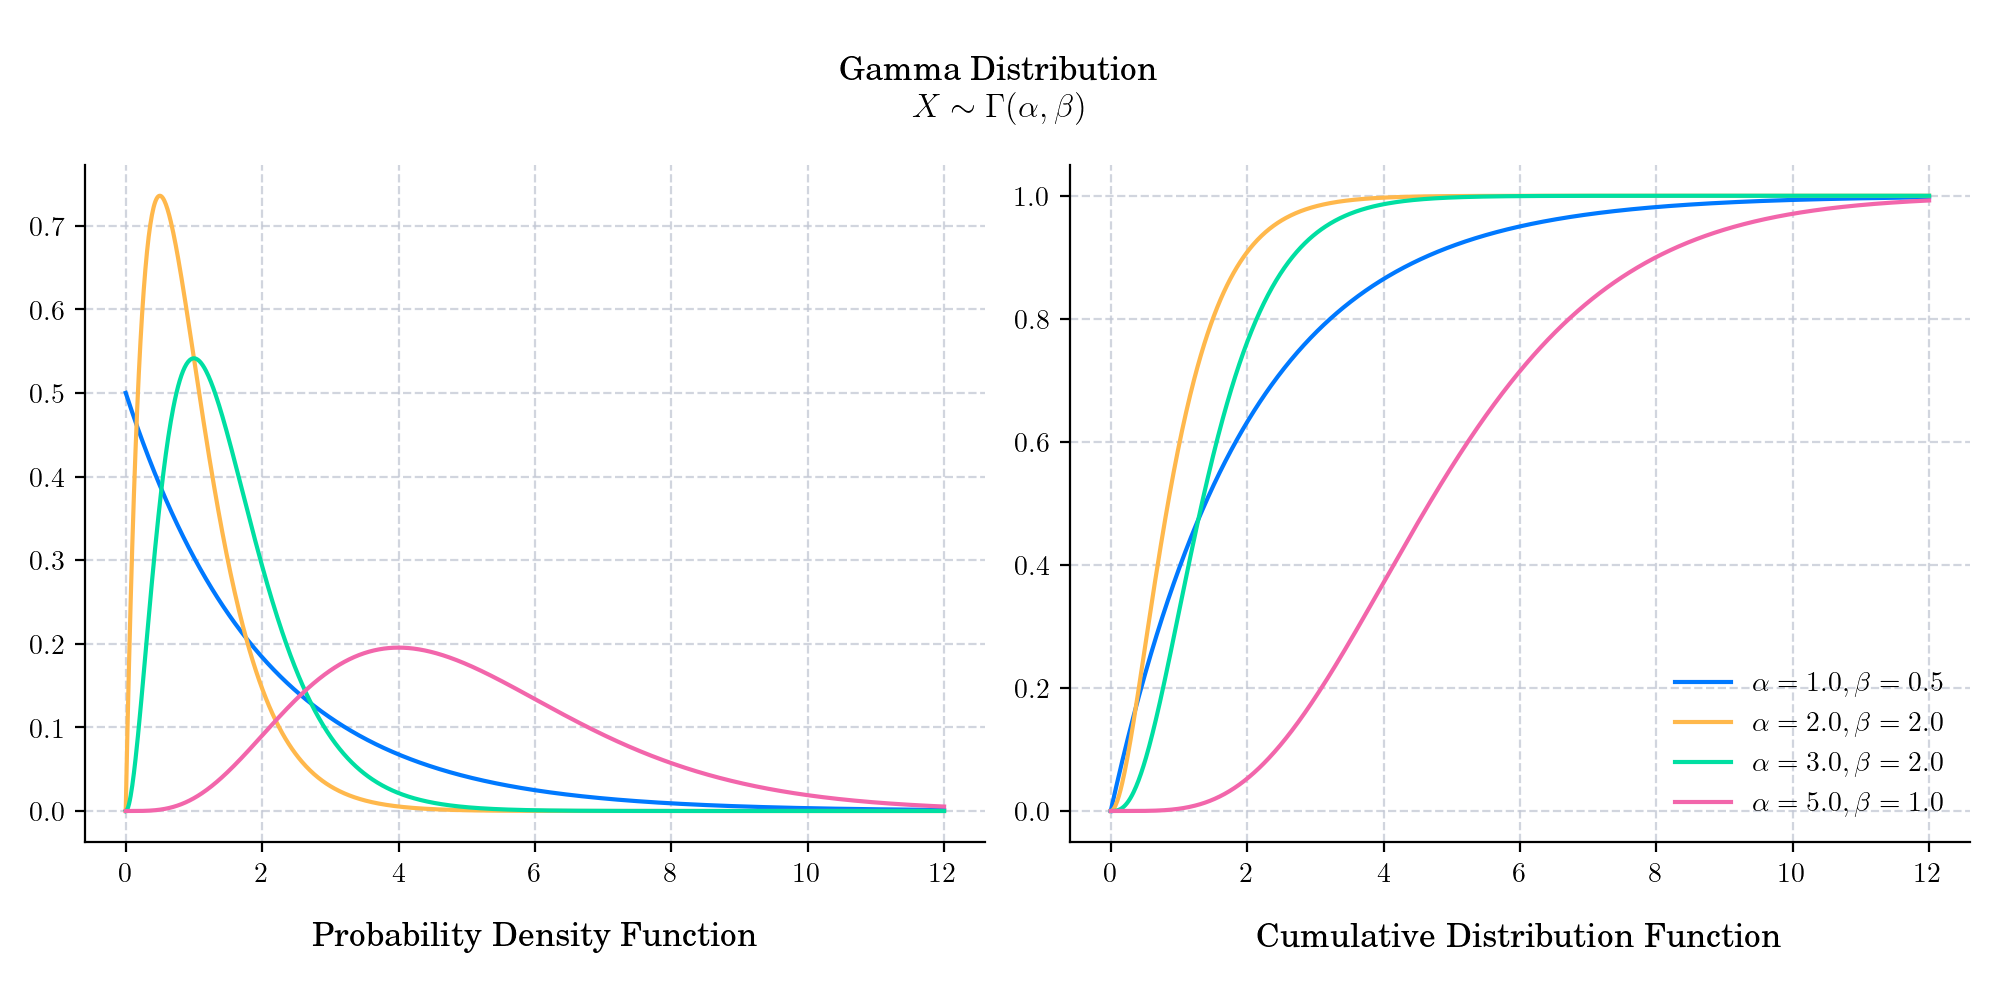 Gamma Distribution
X ∼ Γ(α, β)
0.7
0.6
0.5
0.4
0.3
0.2
0.1
0.0
0 2 4 6 8 10 12
Probability Density Function
1.0
0.8
0.6
0.4
0.2
0.0
α = 1.0, β = 0.5
α = 2.0, β = 2.0
α = 3.0, β = 2.0
α = 5.0, β = 1.0
0 2 4 6 8 10 12
Cumulative Distribution Function